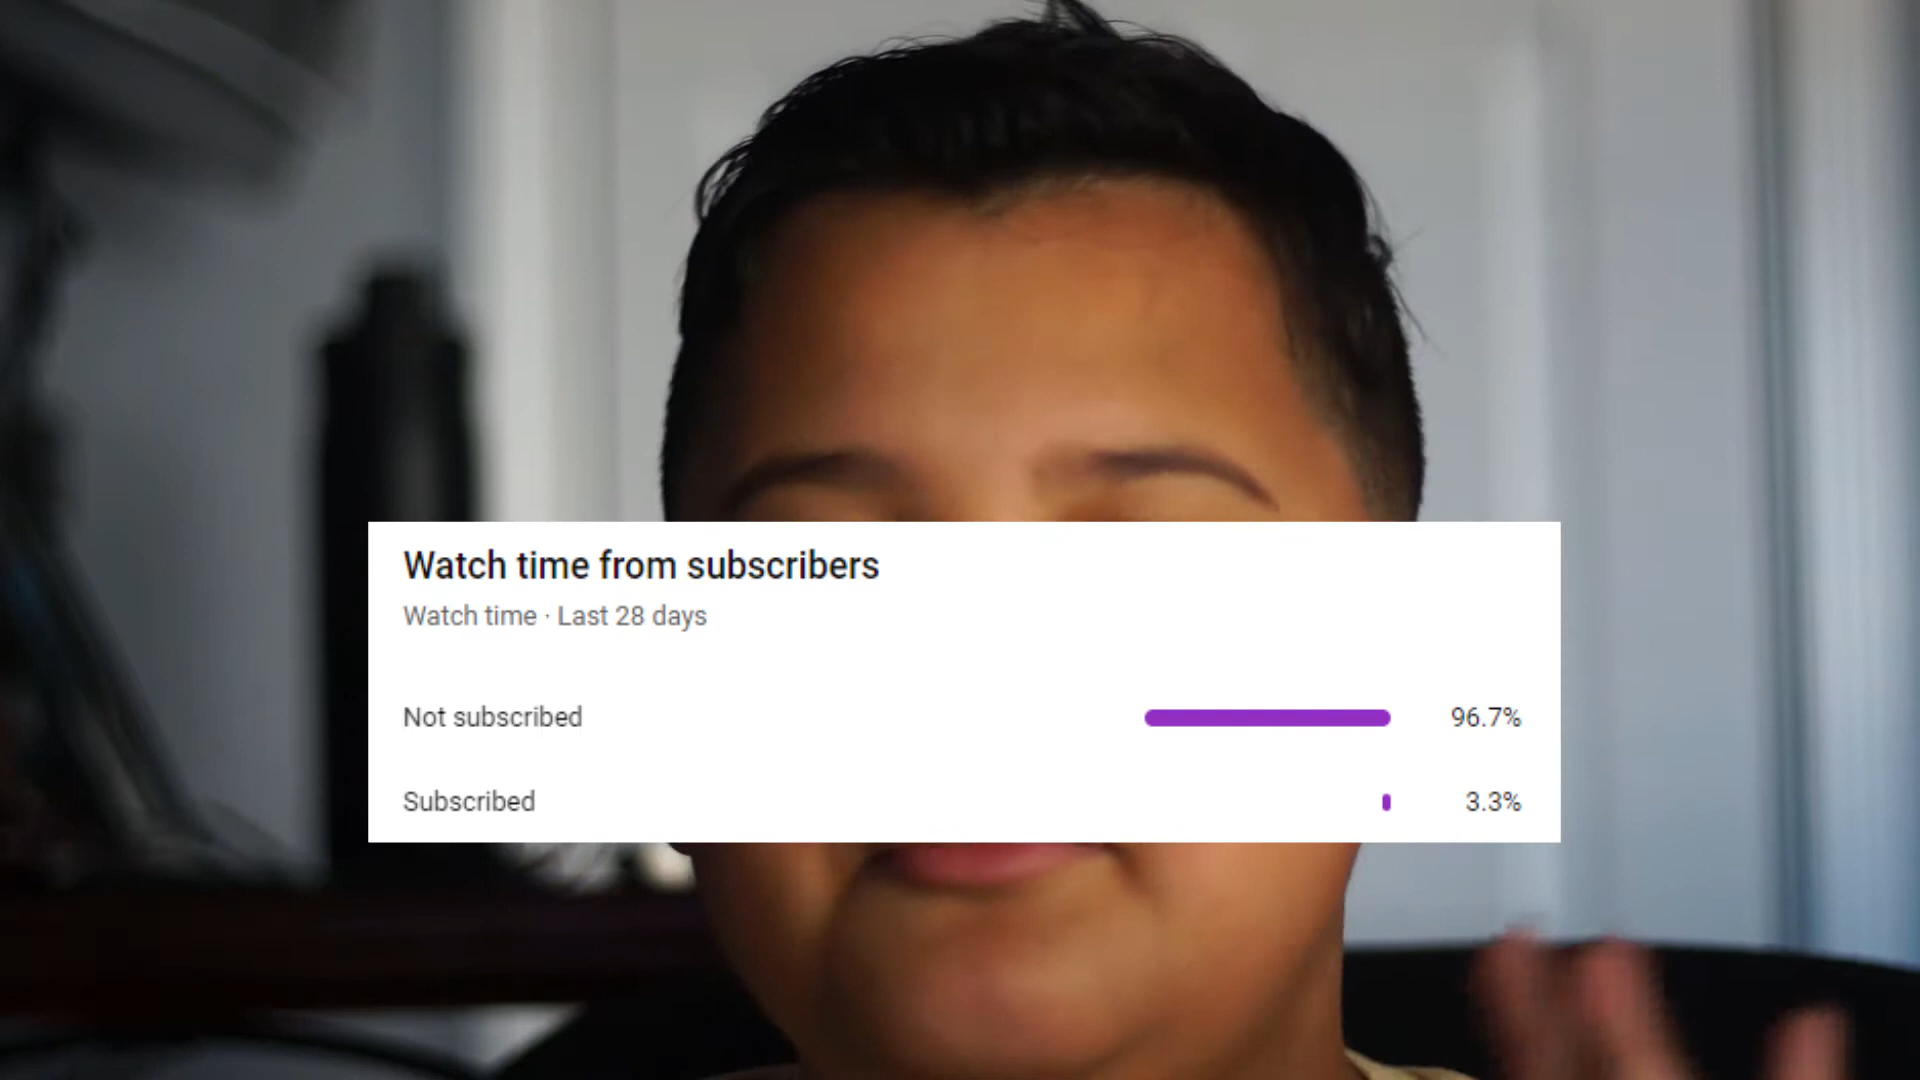 Watch time from subscribers
Watch time · Last 28 days
Not subscribed 96.7%
Subscribed 3.3%